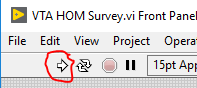 VTA HOM Survey.vi Front Panel
File Edit View Project Operat
15pt App